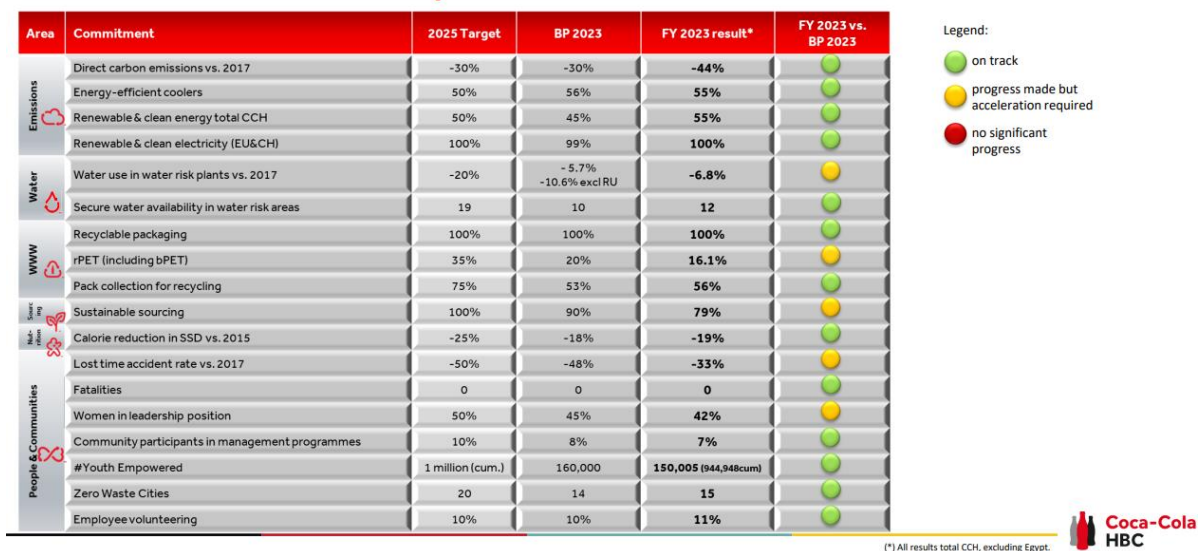 Area Commitment 2025 Target BP 2023 FY 2023 result* FY 2023 vs. BP 2023
Emissions
Direct carbon emissions vs. 2017 -30% -30% -44%
Energy-efficient coolers 50% 56% 55%
Renewable & clean energy total CCH 50% 45% 55%
Renewable & clean electricity (EU&CH) 100% 99% 100%
Water
Water use in water risk plants vs. 2017 -20% - 5.7% -10.6% excl RU -6.8%
Secure water availability in water risk areas 19 10 12
WWW
Recyclable packaging 100% 100% 100%
rPET (including bPET) 35% 20% 16.1%
Pack collection for recycling 75% 53% 56%
Sourc ing
Sustainable sourcing 100% 90% 79%
Nut- rition
Calorie reduction in SSD vs. 2015 -25% -18% -19%
People & Communities
Lost time accident rate vs. 2017 -50% -48% -33%
Fatalities 0 0 0
Women in leadership position 50% 45% 42%
Community participants in management programmes 10% 8% 7%
#Youth Empowered 1 million (cum.) 160,000 150,005 (944,948cum)
Zero Waste Cities 20 14 15
Employee volunteering 10% 10% 11%
Legend:
on track
progress made but
acceleration required
no significant
progress
Coca-Cola
HBC
(*) All results total CCH, excluding Egypt.